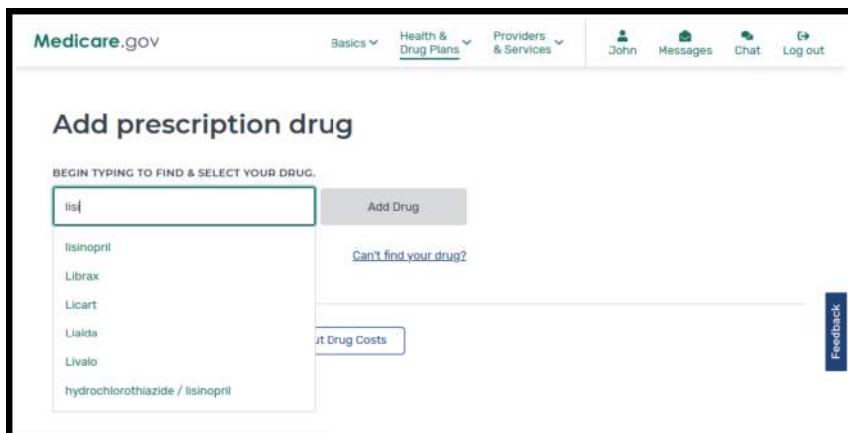 Medicare.gov
Basics
Health & Drug Plans
Providers & Services
John
Messages
Chat
Log out
Add prescription drug
BEGIN TYPING TO FIND & SELECT YOUR DRUG.
lisi
Add Drug
lisinopril
Can't find your drug?
Librax
Licart
Lialda
ut Drug Costs
Livalo
hydrochlorothiazide / lisinopril
Feedback